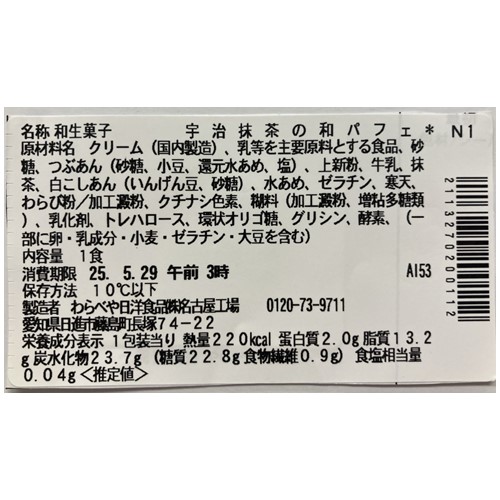 名称 和生菓子 宇治抹茶の和パフェ* N1
原材料名 クリーム(国内製造)、乳等を主要原料とする食品、砂
糖、つぶあん(砂糖、小豆、還元水あめ、塩)、上新粉、牛乳、抹
茶、白こしあん(いんげん豆、砂糖)、水あめ、ゼラチン、寒天、
わらび粉/加工澱粉、クチナシ色素、糊料(加工澱粉、増粘多糖類
)、乳化剤、トレハロース、環状オリゴ糖、グリシン、酵素、(一
部に卵・乳成分・小麦・ゼラチン・大豆を含む)
内容量 1食
消費期限 25. 5.29 午前 3時 AI53
保存方法 10℃以下
製造者 わらべや日洋食品㈱名古屋工場 0120-73-9711
愛知県日進市藤島町長塚74-22
栄養成分表示 1包装当り 熱量220kcal 蛋白質2.0g 脂質13.2
g 炭水化物23.7g (糖質22.8g 食物繊維0.9g) 食塩相当量
0.04g<推定値>
2113270200112